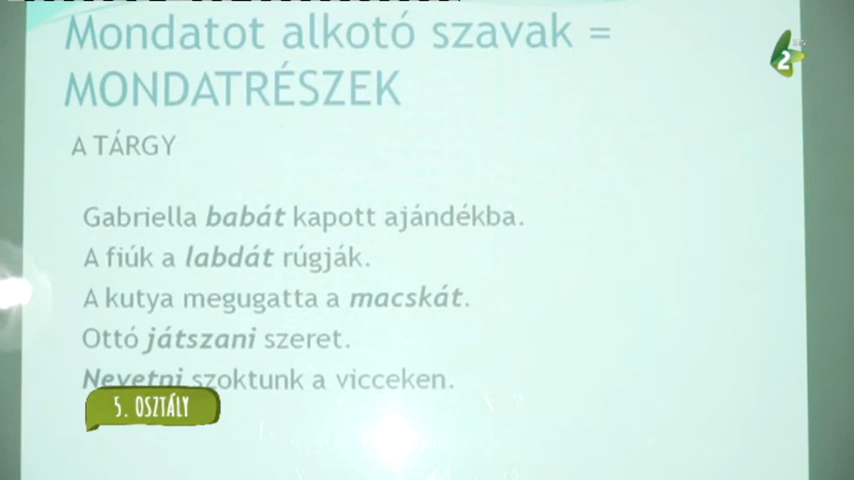 Mondatot alkotó szavak =
MONDATRÉSZEK
A TÁRGY
Gabriella babát kapott ajándékba.
A fiúk a labdát rúgják.
A kutya megugatta a macskát.
Ottó játszani szeret.
Nevetni szoktunk a vicceken.
5. OSZTÁLY
2